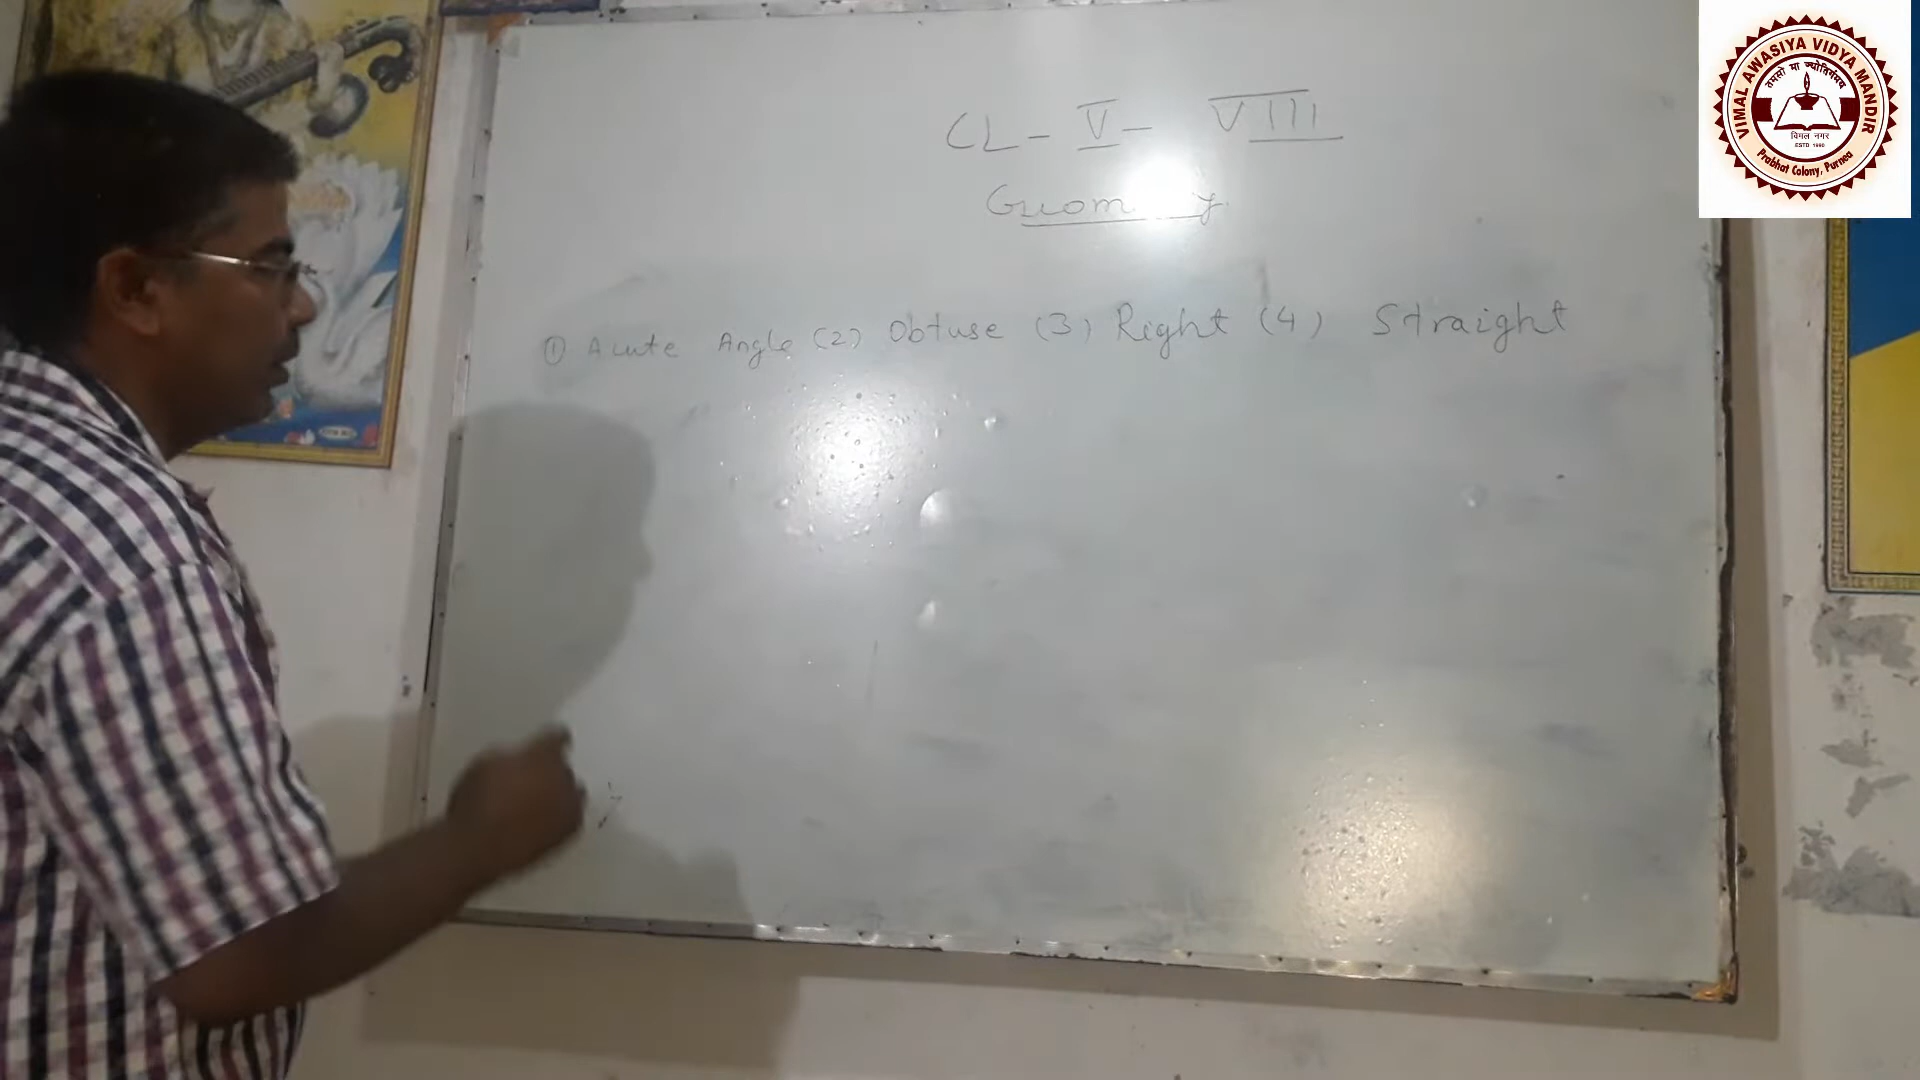 CL - V - VIII
Geom y
① Acute Angle (2) Obtuse (3) Right (4) Straight
VIMAL AWASIYA VIDYA MANDIR
तमसो मा ज्योतिर्गमय
विमल नगर
ESTD 1990
Prabhat Colony, Purnea